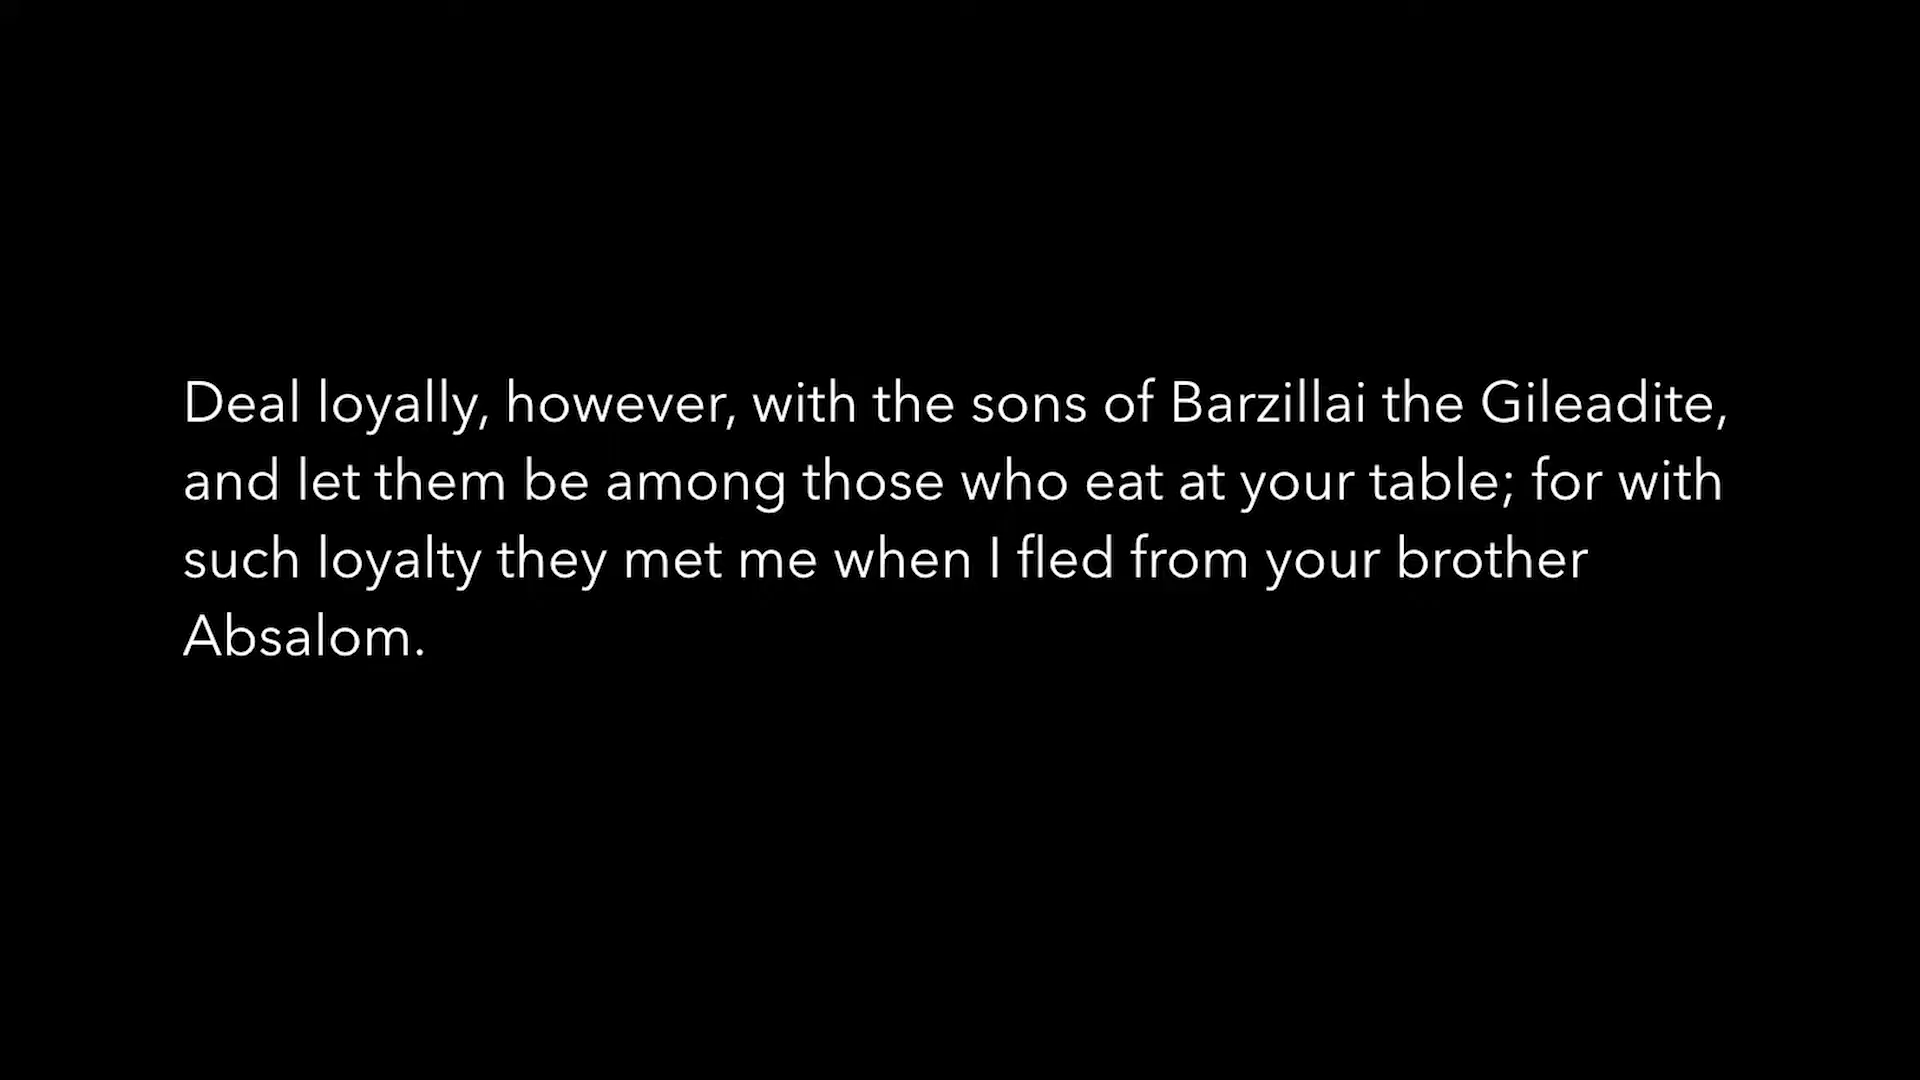 Deal loyally, however, with the sons of Barzillai the Gileadite,
and let them be among those who eat at your table; for with
such loyalty they met me when I fled from your brother
Absalom.